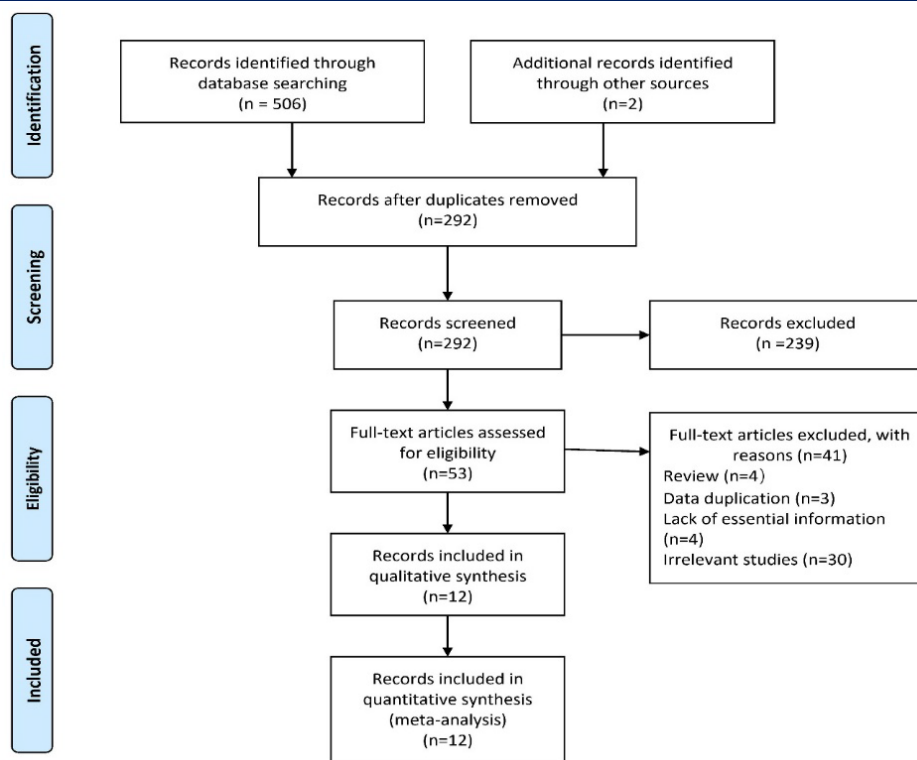 Identification
Records identified through
database searching
(n = 506)
Additional records identified
through other sources
(n=2)
Records after duplicates removed
(n=292)
Screening
Records screened
(n=292)
Records excluded
(n =239)
Eligibility
Full-text articles assessed
for eligibility
(n=53)
Full-text articles excluded, with
reasons (n=41)
Review (n=4)
Data duplication (n=3)
Lack of essential information
(n=4)
Irrelevant studies (n=30)
Records included in
qualitative synthesis
(n=12)
Included
Records included in
quantitative synthesis
(meta-analysis)
(n=12)